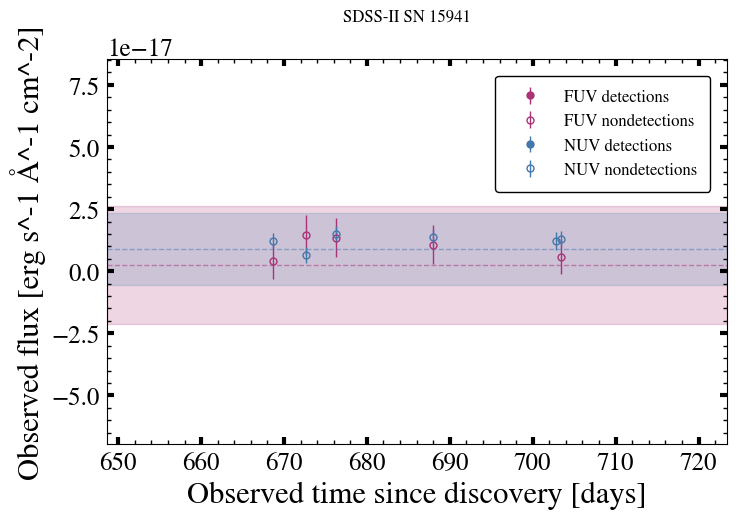 SDSS-II SN 15941
1e−17
FUV detections
FUV nondetections
NUV detections
NUV nondetections
7.5
5.0
2.5
0.0
−2.5
−5.0
Observed flux [erg s^-1 Å^-1 cm^-2]
650 660 670 680 690 700 710 720
Observed time since discovery [days]